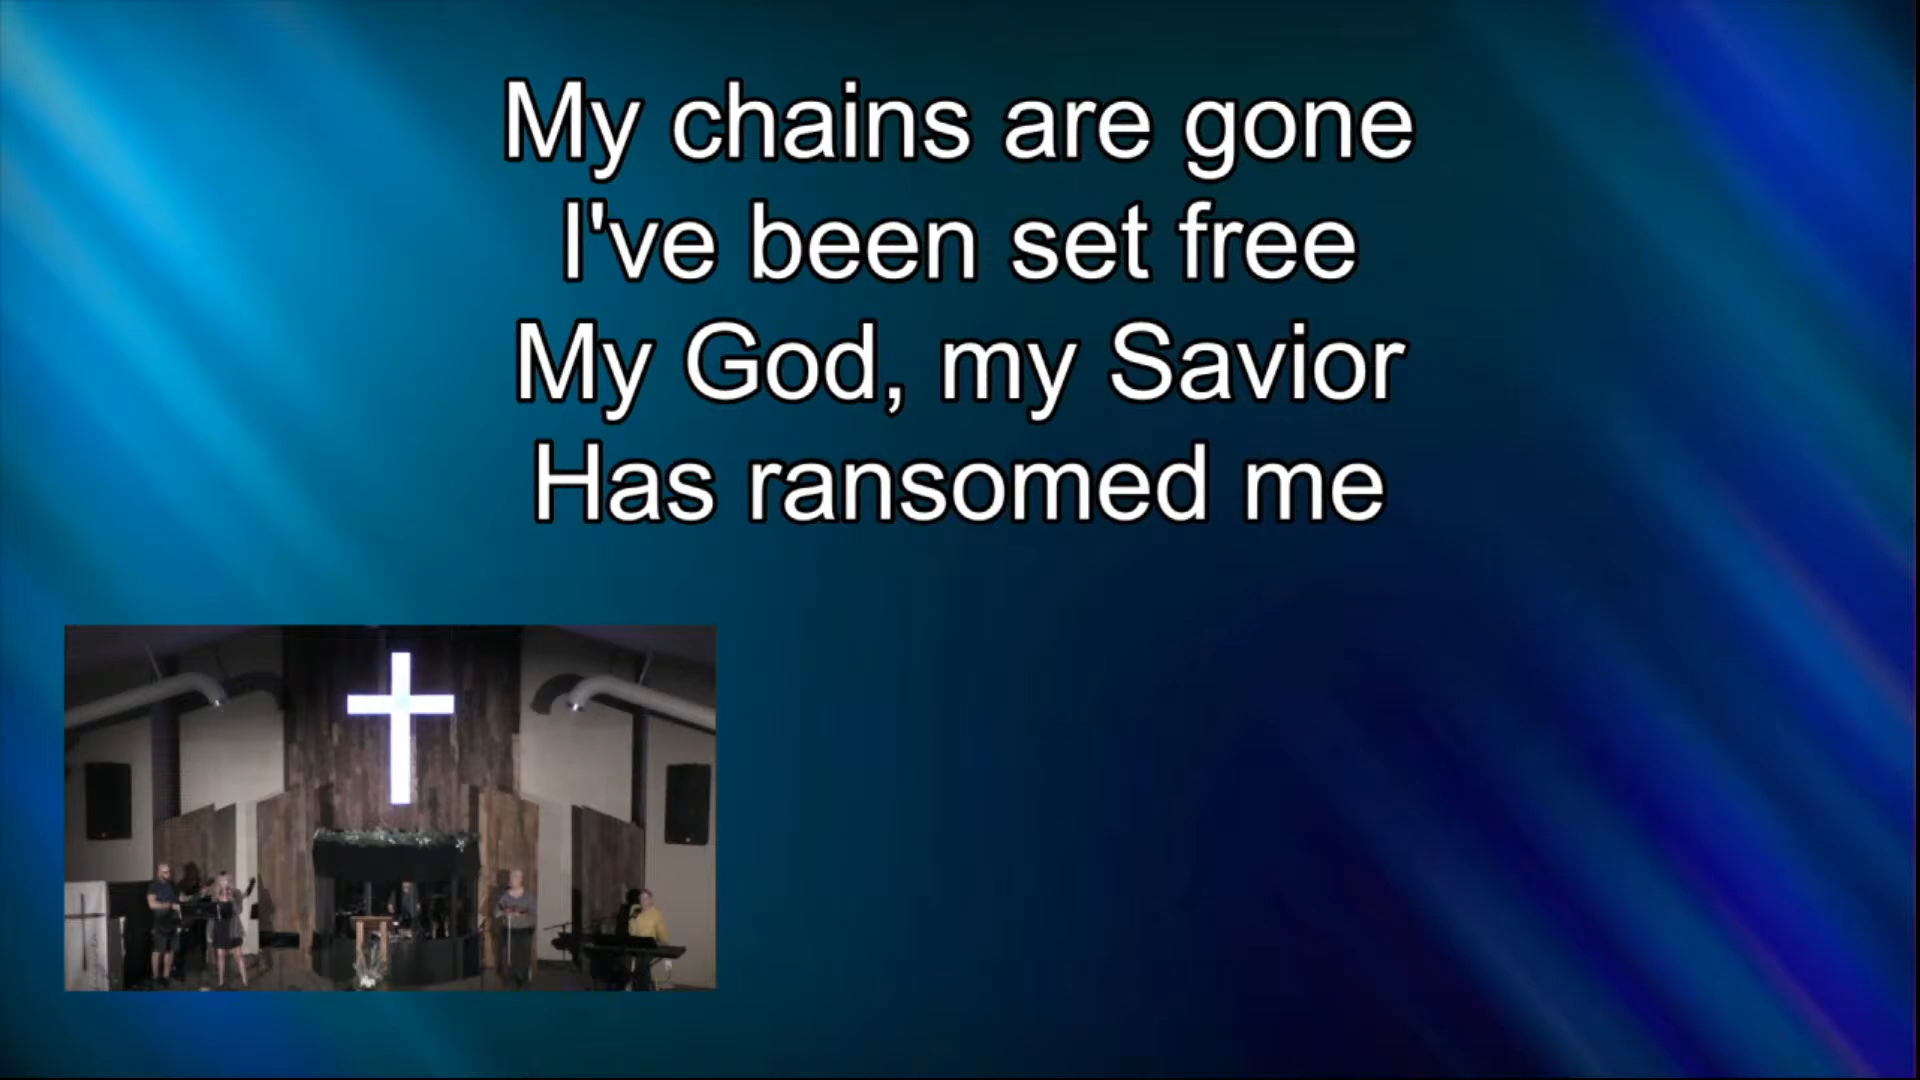 My chains are gone
I've been set free
My God, my Savior
Has ransomed me